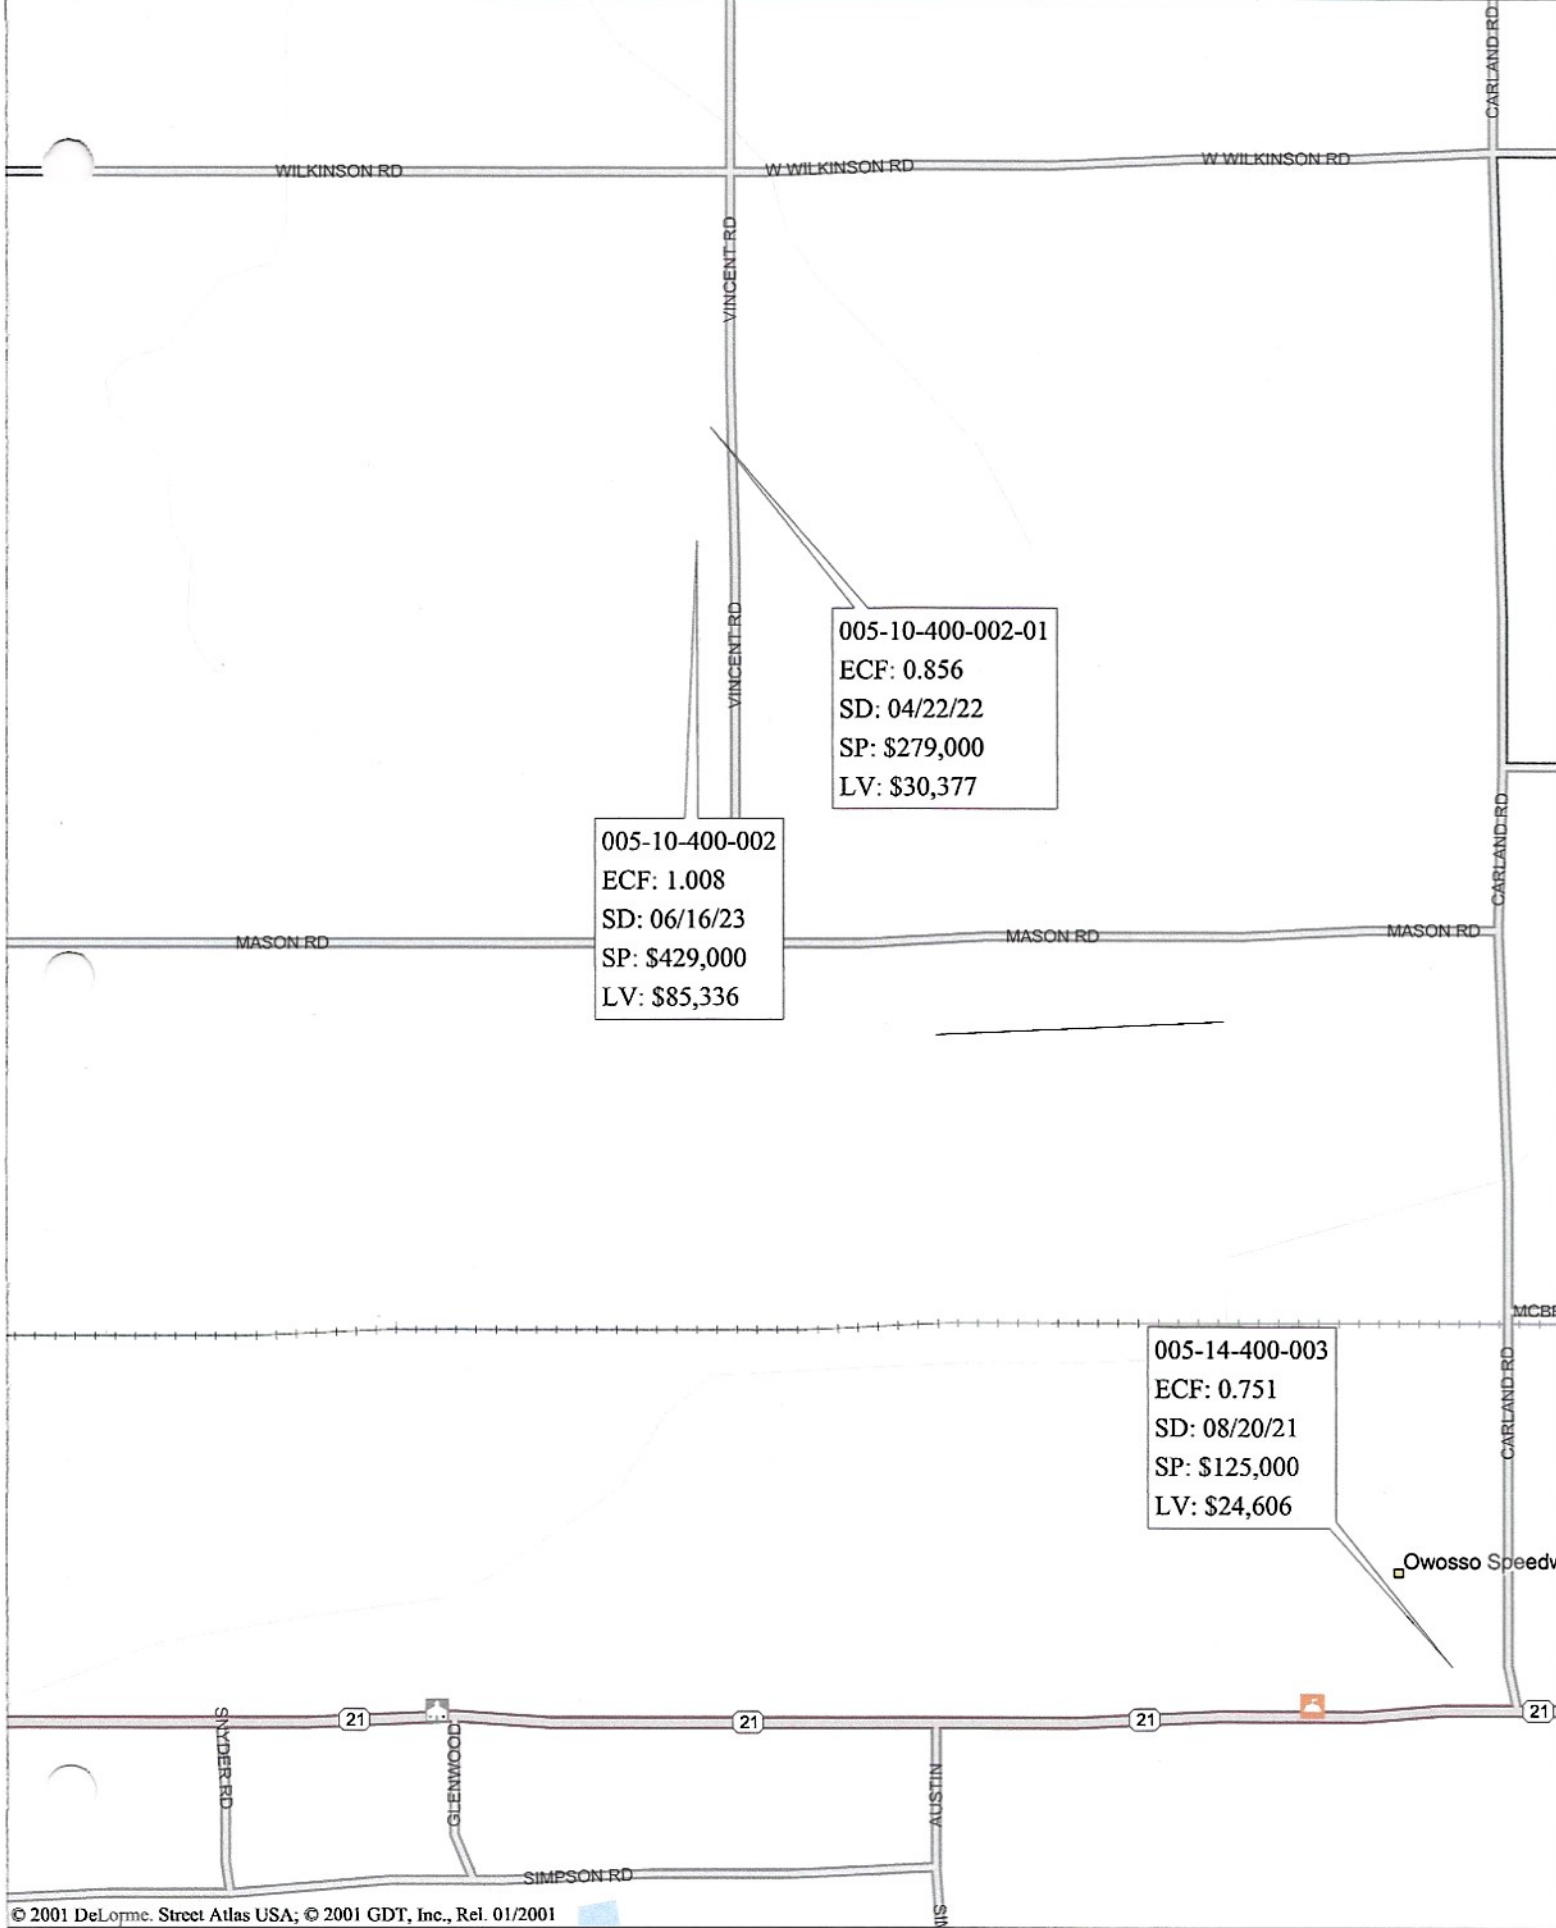 CARLAND RD
WILKINSON RD
W WILKINSON RD
W WILKINSON RD
VINCENT RD
VINCENT RD
005-10-400-002-01
ECF: 0.856
SD: 04/22/22
SP: $279,000
LV: $30,377
005-10-400-002
ECF: 1.008
SD: 06/16/23
SP: $429,000
LV: $85,336
CARLAND RD
MASON RD
MASON RD
MASON RD
MCBE
005-14-400-003
ECF: 0.751
SD: 08/20/21
SP: $125,000
LV: $24,606
CARLAND RD
Owosso Speedw
21
21
21
21
SNYDER RD
GLENWOOD
AUSTIN
SIMPSON RD
© 2001 DeLorme. Street Atlas USA; © 2001 GDT, Inc., Rel. 01/2001